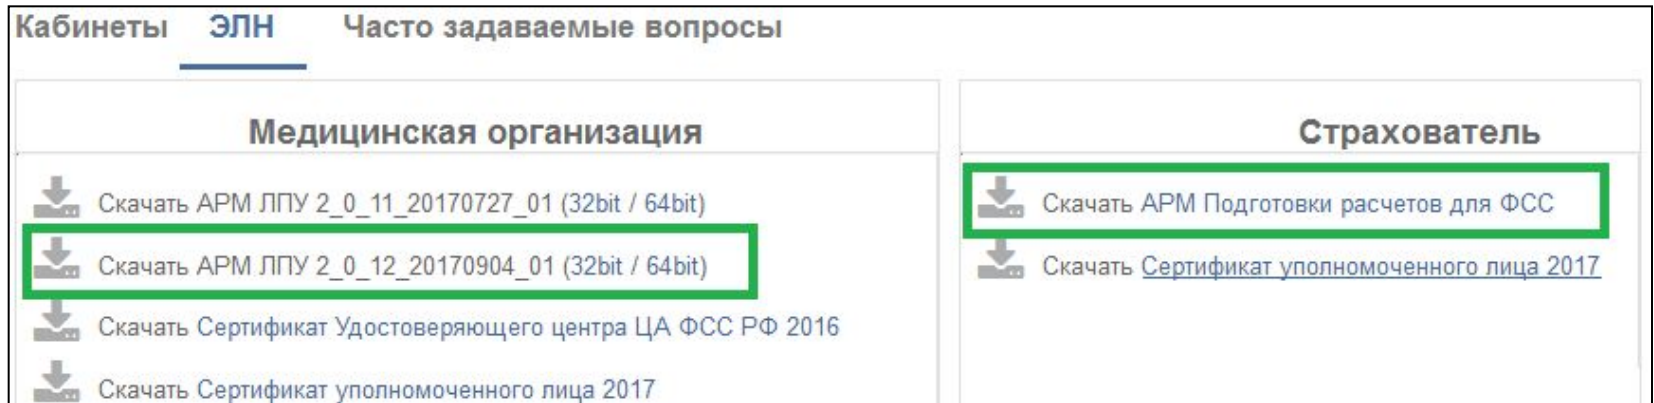 Кабинеты ЭЛН Часто задаваемые вопросы
Медицинская организация
Скачать АРМ ЛПУ 2_0_11_20170727_01 (32bit / 64bit)
Скачать АРМ ЛПУ 2_0_12_20170904_01 (32bit / 64bit)
Скачать Сертификат Удостоверяющего центра ЦА ФСС РФ 2016
Скачать Сертификат уполномоченного лица 2017
Страхователь
Скачать АРМ Подготовки расчетов для ФСС
Скачать Сертификат уполномоченного лица 2017